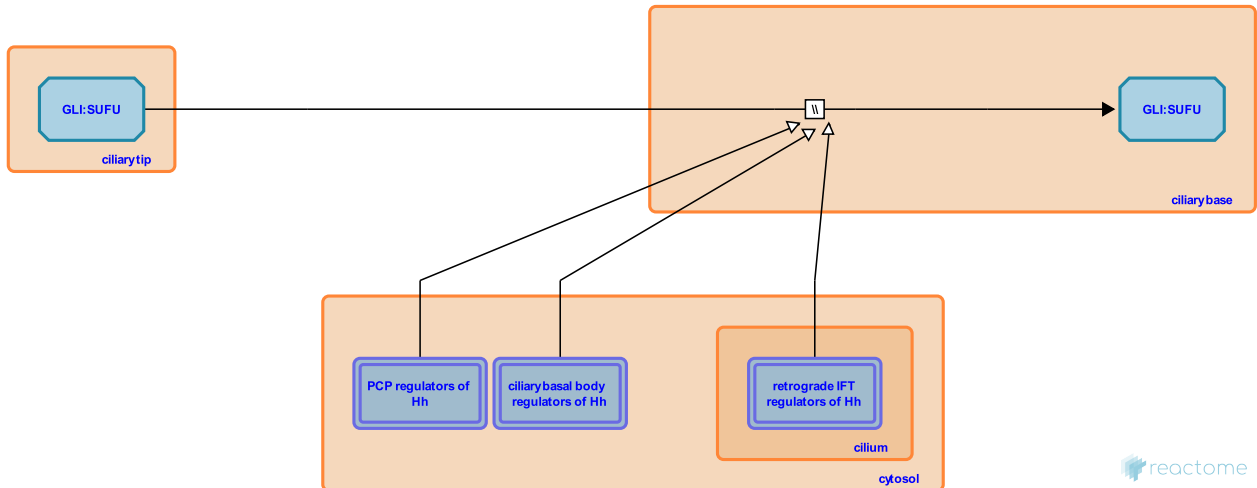 GLI:SUFU
\\
GLI:SUFU
ciliary tip
ciliary base
PCP regulators of
Hh
ciliary basal body
regulators of Hh
retrograde IFT
regulators of Hh
cilium
cytosol
reactome